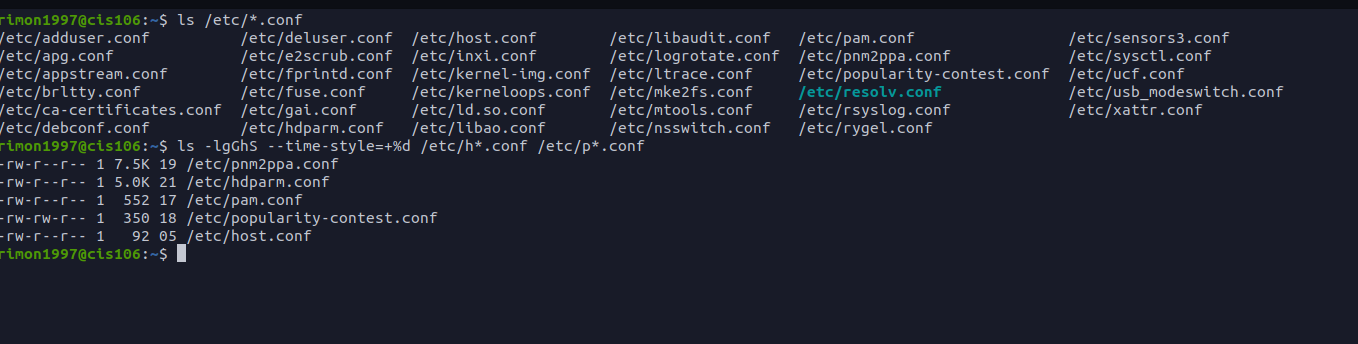 rimon1997@cis106:~$ ls /etc/*.conf
/etc/adduser.conf /etc/deluser.conf /etc/host.conf /etc/libaudit.conf /etc/pam.conf /etc/sensors3.conf
/etc/apg.conf /etc/e2scrub.conf /etc/inxi.conf /etc/logrotate.conf /etc/pnm2ppa.conf /etc/sysctl.conf
/etc/appstream.conf /etc/fprintd.conf /etc/kernel-img.conf /etc/ltrace.conf /etc/popularity-contest.conf /etc/ucf.conf
/etc/brltty.conf /etc/fuse.conf /etc/kerneloops.conf /etc/mke2fs.conf /etc/resolv.conf /etc/usb_modeswitch.conf
/etc/ca-certificates.conf /etc/gai.conf /etc/ld.so.conf /etc/mtools.conf /etc/rsyslog.conf /etc/xattr.conf
/etc/debconf.conf /etc/hdparm.conf /etc/libao.conf /etc/nsswitch.conf /etc/rygel.conf
rimon1997@cis106:~$ ls -lgGhS --time-style=+%d /etc/h*.conf /etc/p*.conf
-rw-r--r-- 1 7.5K 19 /etc/pnm2ppa.conf
-rw-r--r-- 1 5.0K 21 /etc/hdparm.conf
-rw-r--r-- 1 552 17 /etc/pam.conf
-rw-rw-r-- 1 350 18 /etc/popularity-contest.conf
-rw-r--r-- 1 92 05 /etc/host.conf
rimon1997@cis106:~$